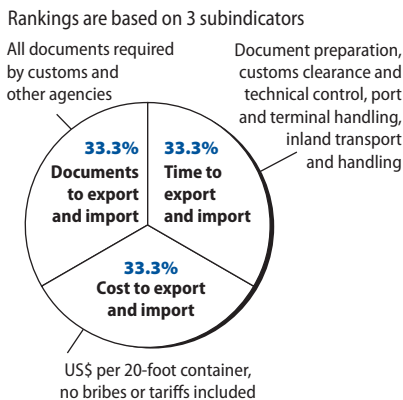 Rankings are based on 3 subindicators
All documents required
by customs and
other agencies
Document preparation,
customs clearance and
technical control, port
and terminal handling,
inland transport
and handling
33.3%
Documents
to export
and import
33.3%
Time to
export
and import
33.3%
Cost to export
and import
US$ per 20-foot container,
no bribes or tariffs included